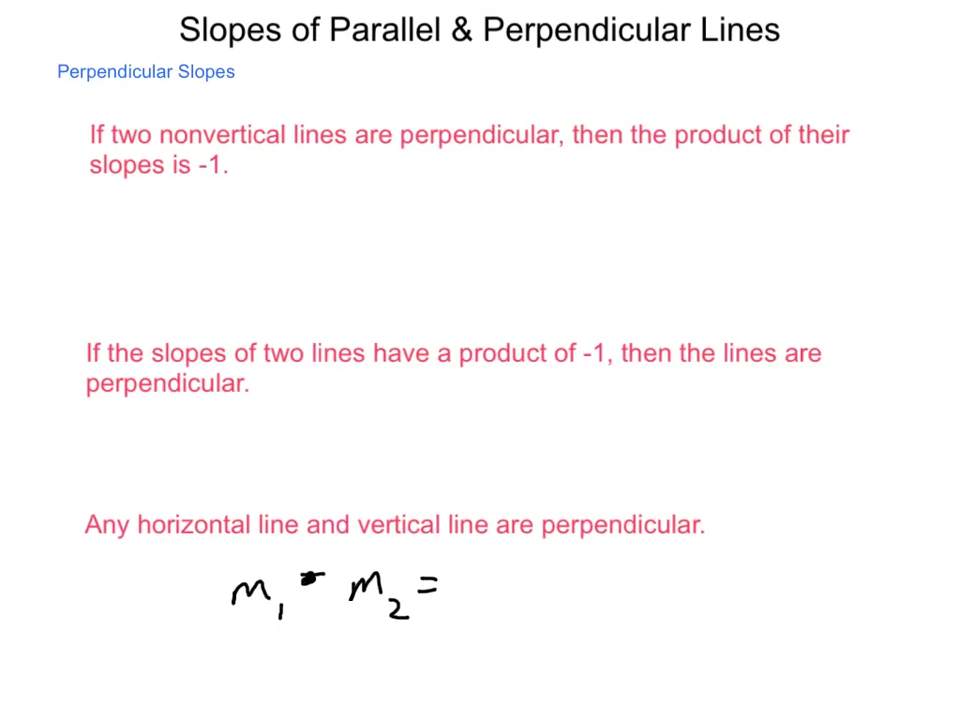 Slopes of Parallel & Perpendicular Lines
Perpendicular Slopes
If two nonvertical lines are perpendicular, then the product of their
slopes is -1.
If the slopes of two lines have a product of -1, then the lines are
perpendicular.
Any horizontal line and vertical line are perpendicular.
m₁ • m₂ =